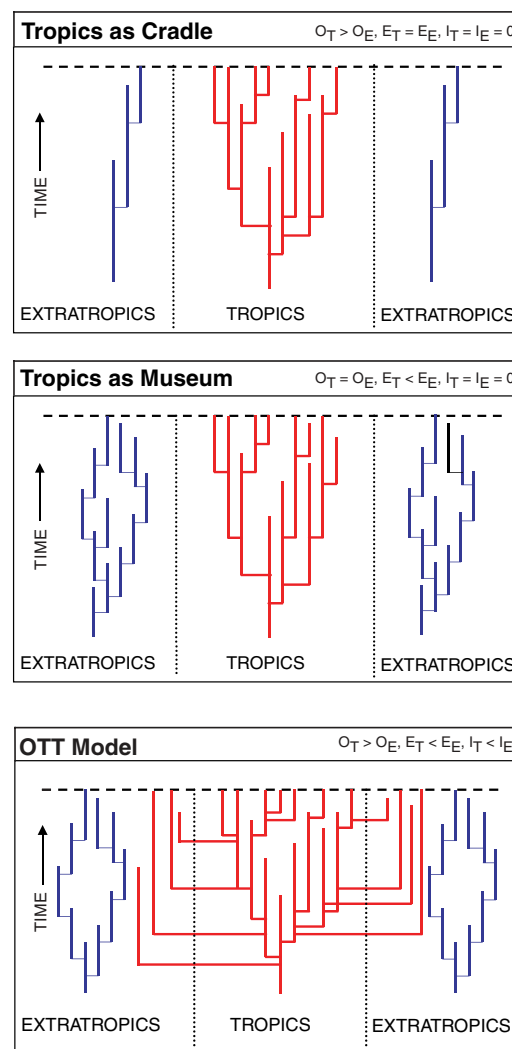 Tropics as Cradle O_T > O_E, E_T = E_E, I_T = I_E = 0
TIME
EXTRATROPICS TROPICS EXTRATROPICS
Tropics as Museum O_T = O_E, E_T < E_E, I_T = I_E = 0
TIME
EXTRATROPICS TROPICS EXTRATROPICS
OTT Model O_T > O_E, E_T < E_E, I_T < I_E
TIME
EXTRATROPICS TROPICS EXTRATROPICS